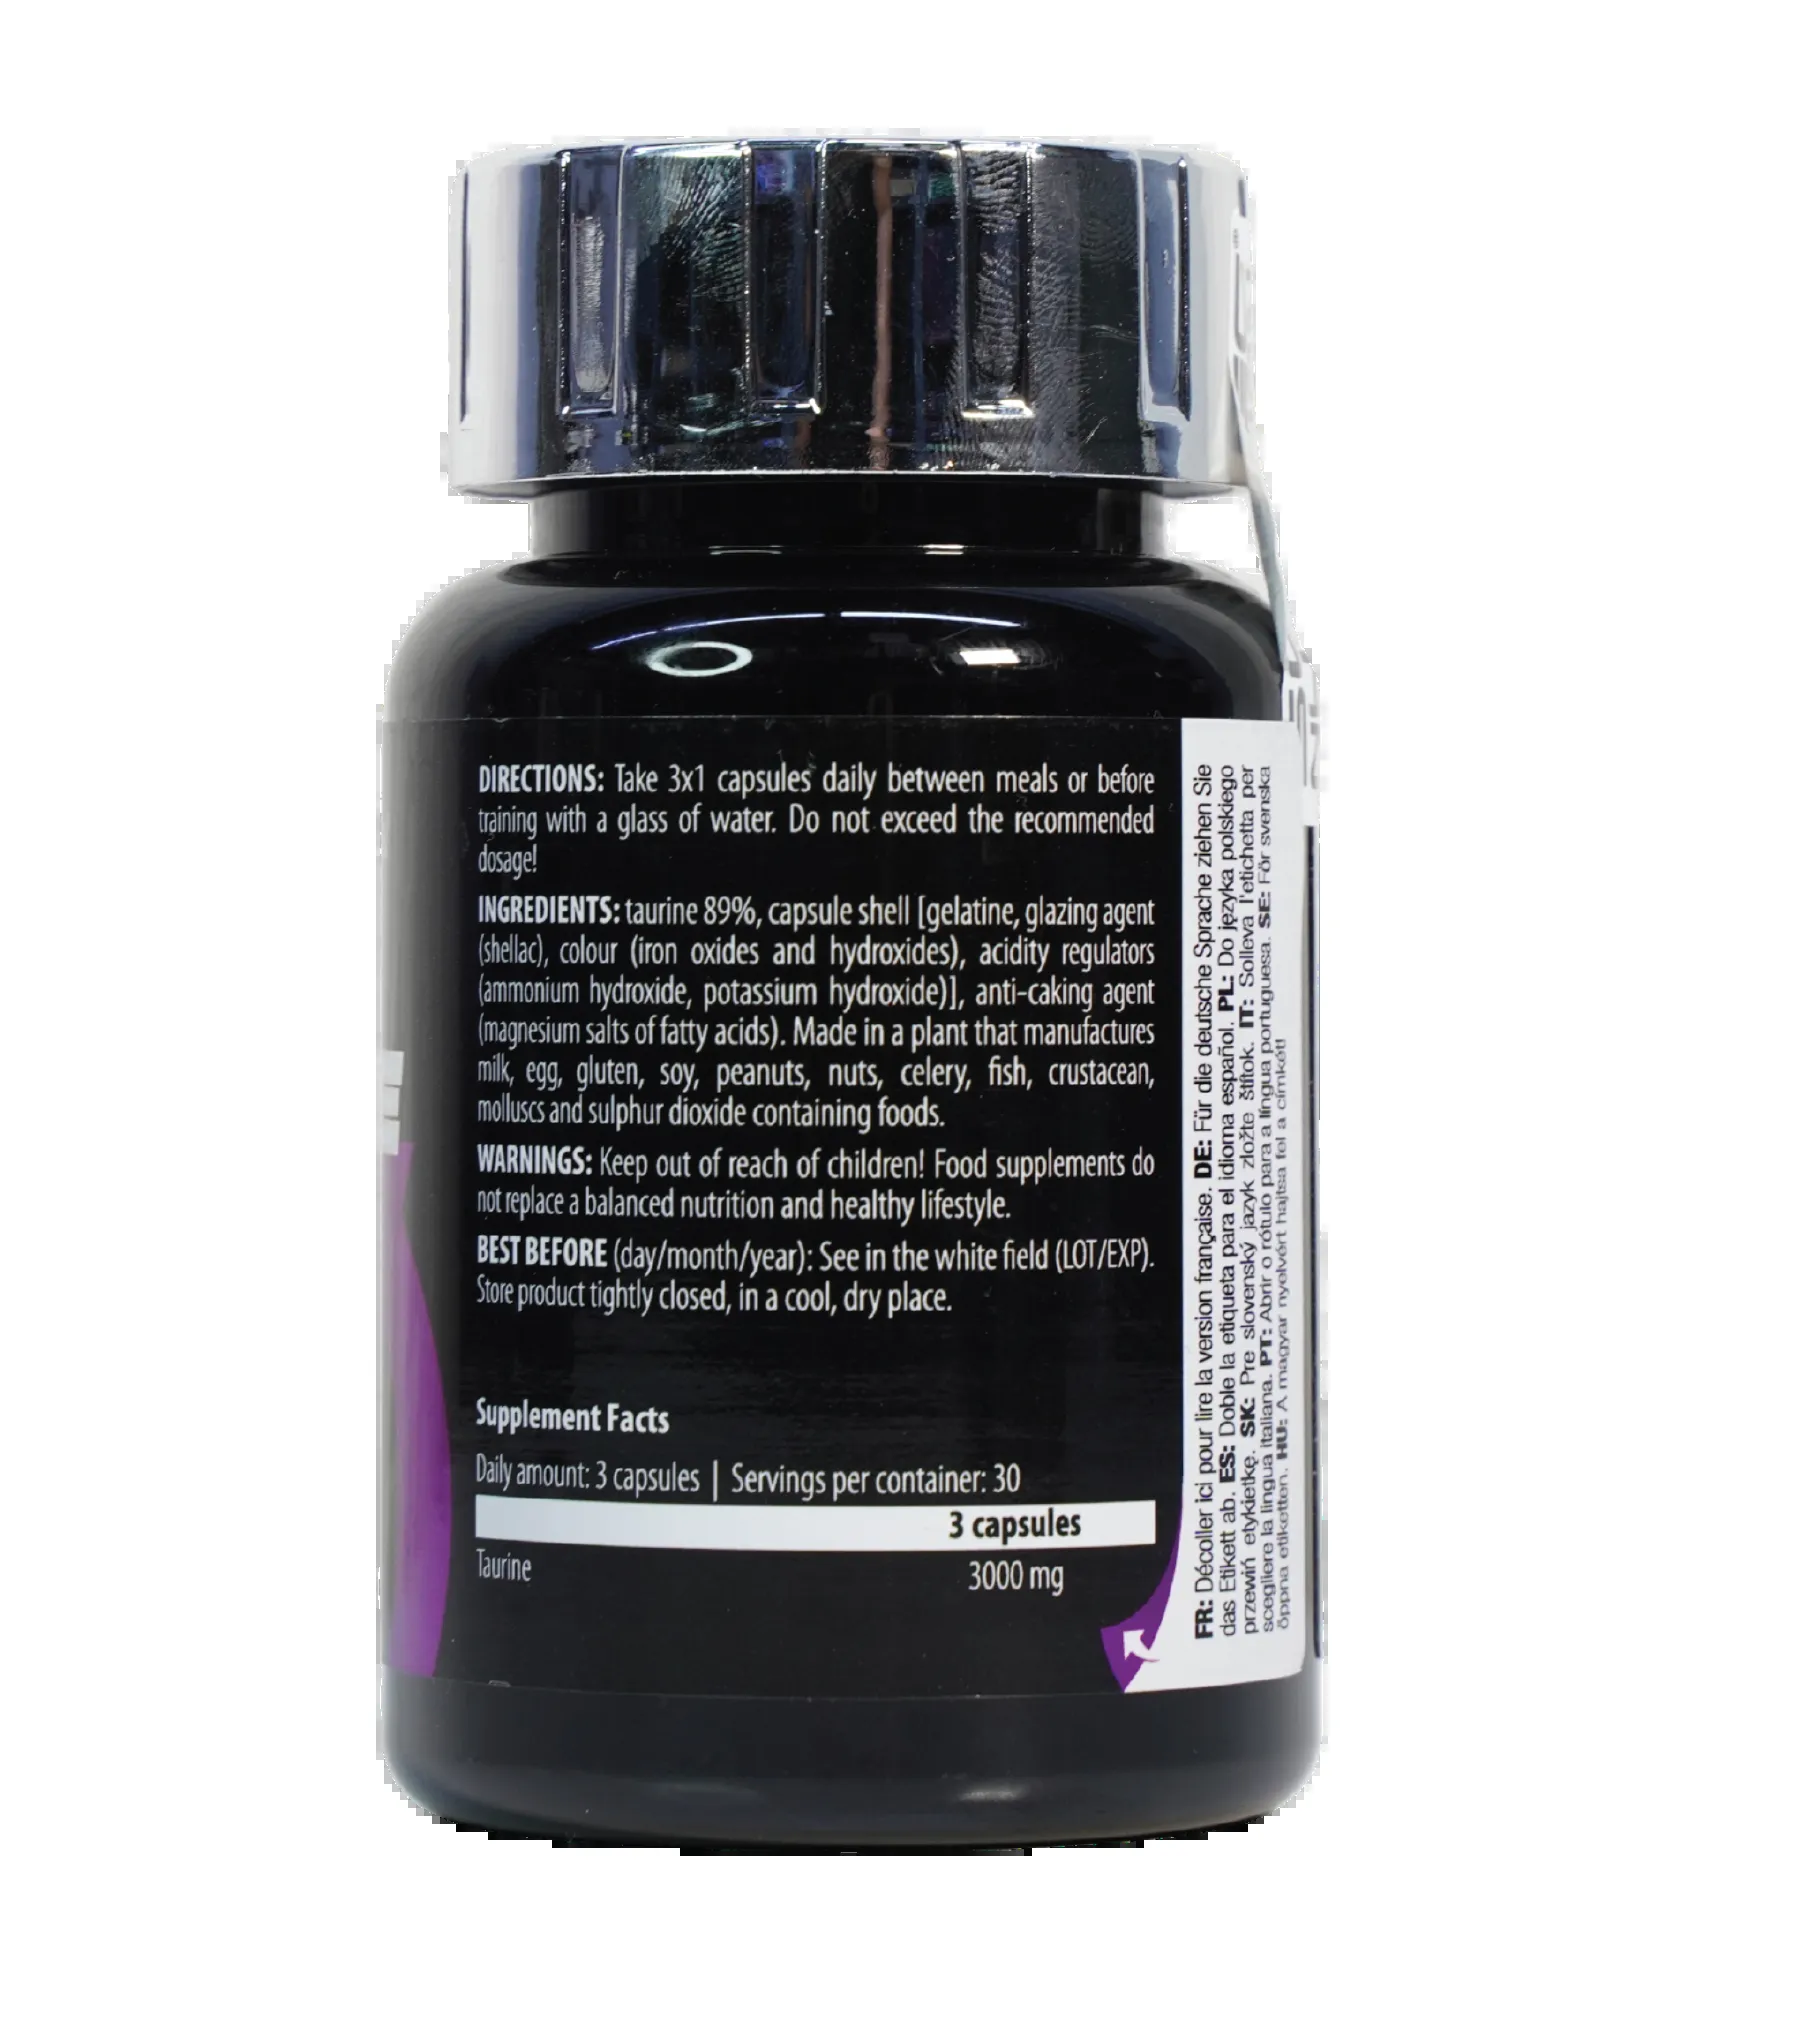 DIRECTIONS: Take 3x1 capsules daily between meals or before
training with a glass of water. Do not exceed the recommended
dosage!
INGREDIENTS: taurine 89%, capsule shell [gelatine, glazing agent
(shellac), colour (iron oxides and hydroxides), acidity regulators
(ammonium hydroxide, potassium hydroxide)], anti-caking agent
(magnesium salts of fatty acids). Made in a plant that manufactures
milk, egg, gluten, soy, peanuts, nuts, celery, fish, crustacean,
molluscs and sulphur dioxide containing foods.
WARNINGS: Keep out of reach of children! Food supplements do
not replace a balanced nutrition and healthy lifestyle.
BEST BEFORE (day/month/year): See in the white field (LOT/EXP).
Store product tightly closed, in a cool, dry place.
Supplement Facts
Daily amount: 3 capsules | Servings per container: 30
3 capsules
Taurine 3000 mg
FR: Décoller ici pour lire la version française. DE: Für die deutsche Sprache ziehen Sie
das Etikett ab. ES: Doble la etiqueta para el idioma español. PL: Do języka polskiego
przewiń etykietkę. SK: Pre slovenský jazyk zložte štítok. IT: Solleva l'etichetta per
scegliere la lingua italiana. PT: Abrir o rótulo para a língua portuguesa. SE: För svenska
öppna etiketten. HU: A magyar nyelvért hajtsa fel a címkét!